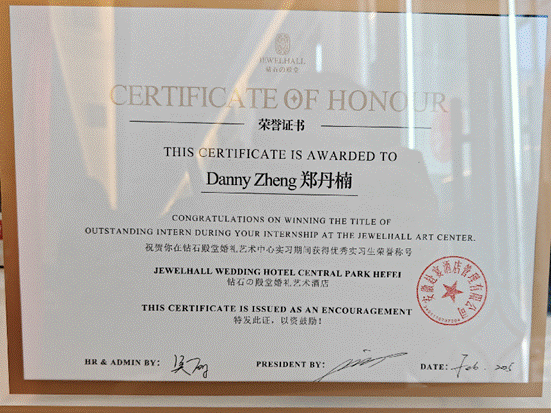 JEWELHALL
钻石の殿堂
CERTIFICATE OF HONOUR
荣誉证书
THIS CERTIFICATE IS AWARDED TO
Danny Zheng 郑丹楠
CONGRATULATIONS ON WINNING THE TITLE OF
OUTSTANDING INTERN DURING YOUR INTERNSHIP AT THE JEWELHALL ART CENTER.
祝贺你在钻石殿堂婚礼艺术中心实习期间获得优秀实习生荣誉称号
JEWELHALL WEDDING HOTEL CENTRAL PARK HEFEI
钻石の殿堂婚礼艺术酒店
THIS CERTIFICATE IS ISSUED AS AN ENCOURAGEMENT
特发此证，以资鼓励！
HR & ADMIN BY:
PRESIDENT BY:
DATE: